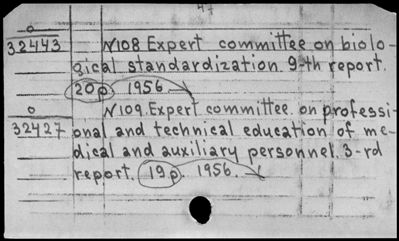 47
o
32443 N108 Expert committee on biolo-
gical standardization 9-th report.
20p 1956
o N109 Expert committee on professi-
32427 onal and technical education of me-
dical and auxiliary personnel. 3-rd
report. 19p. 1956.